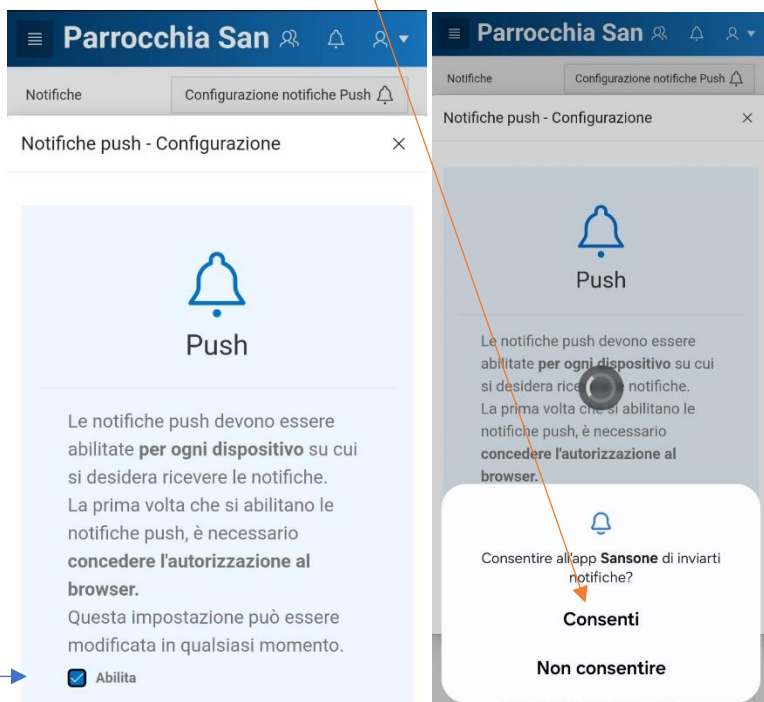 Parrocchia San
Notifiche
Configurazione notifiche Push
Notifiche push - Configurazione
Push
Le notifiche push devono essere
abilitate per ogni dispositivo su cui
si desidera ricevere le notifiche.
La prima volta che si abilitano le
notifiche push, è necessario
concedere l'autorizzazione al
browser.
Questa impostazione può essere
modificata in qualsiasi momento.
Abilita
Parrocchia San
Notifiche
Configurazione notifiche Push
Notifiche push - Configurazione
Push
Le notifiche push devono essere
abilitate per ogni dispositivo su cui
si desidera notifiche.
La prima volta che si abilitano le
notifiche push, è necessario
concedere l'autorizzazione al
browser.
Consentire all'app Sansone di inviarti
notifiche?
Consenti
Non consentire